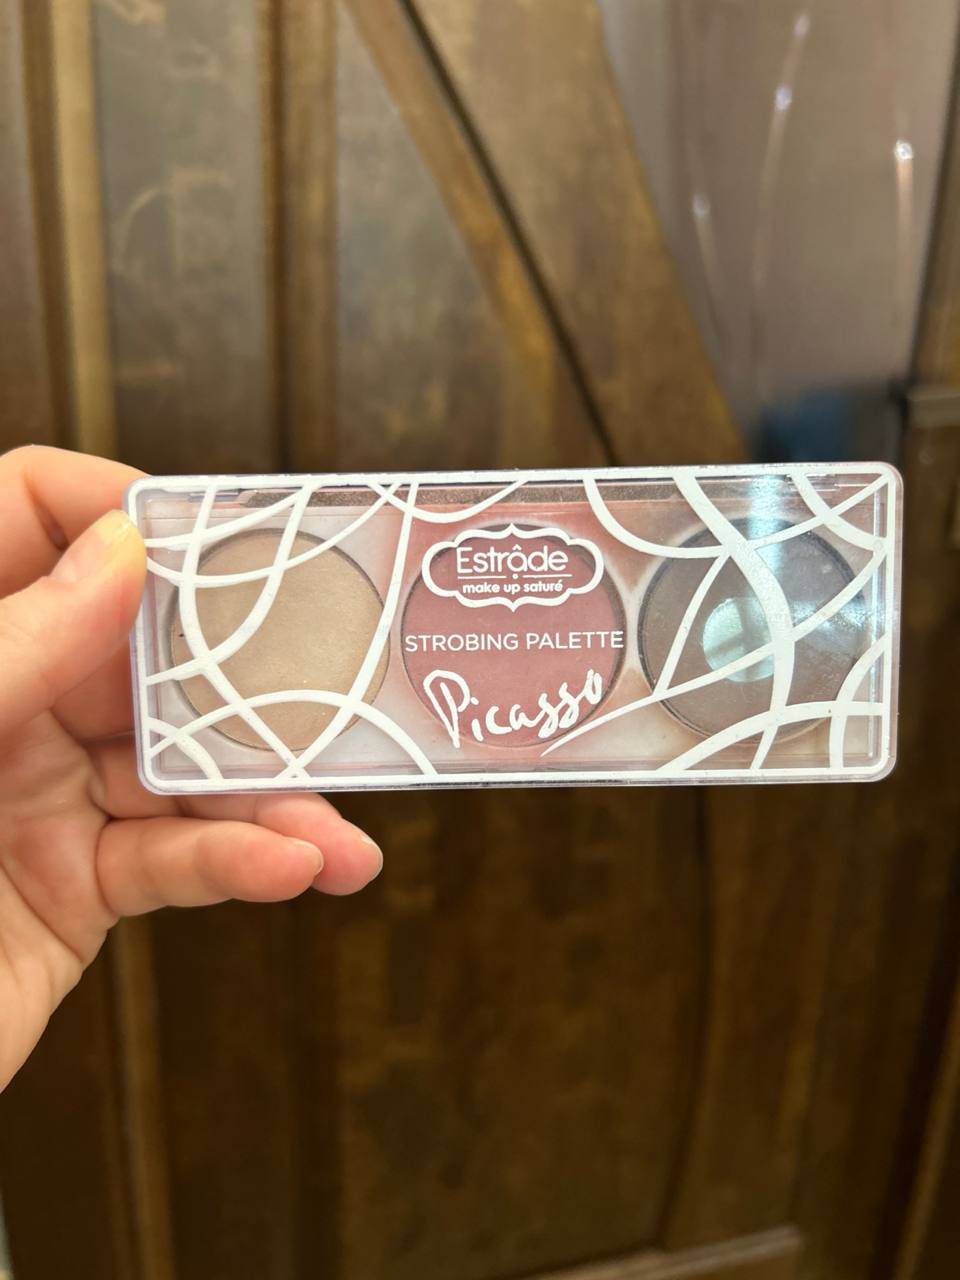 Estrâde
make up saturé
STROBING PALETTE
Picasso